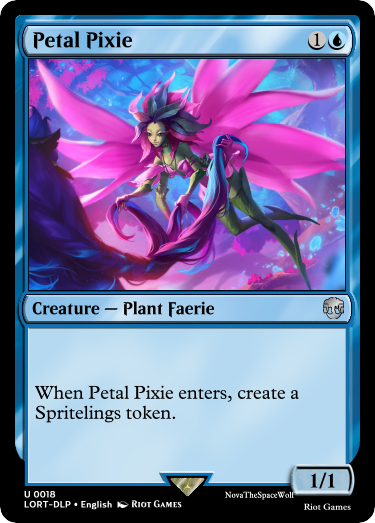 Petal Pixie 1
Creature — Plant Faerie
When Petal Pixie enters, create a
Spritelings token.
1/1
U 0018
LORT-DLP • English Riot Games
NovaTheSpaceWolf
Riot Games